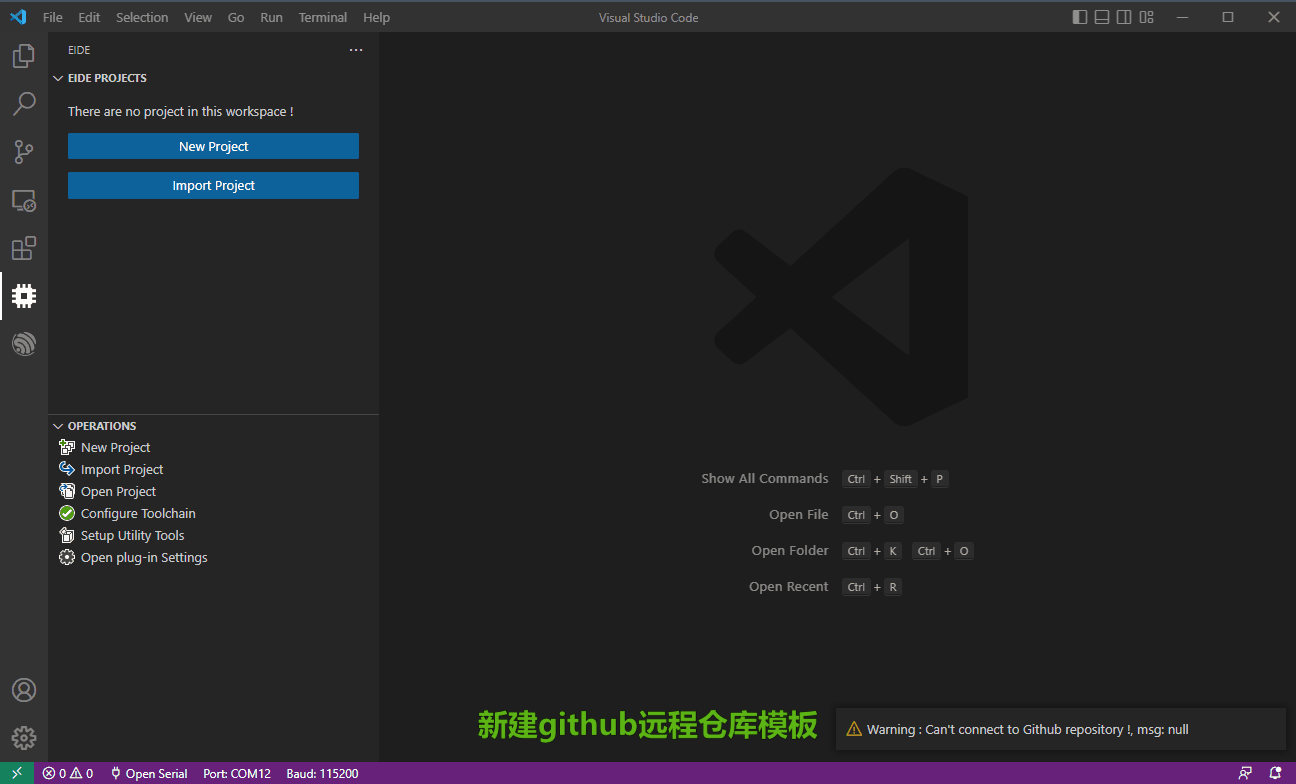 File Edit Selection View Go Run Terminal Help
Visual Studio Code
EIDE
EIDE PROJECTS
There are no project in this workspace !
New Project
Import Project
OPERATIONS
New Project
Import Project
Open Project
Configure Toolchain
Setup Utility Tools
Open plug-in Settings
Show All Commands Ctrl + Shift + P
Open File Ctrl + O
Open Folder Ctrl + K Ctrl + O
Open Recent Ctrl + R
新建github远程仓库模板
Warning : Can't connect to Github repository !, msg: null
0 0 Open Serial Port: COM12 Baud: 115200